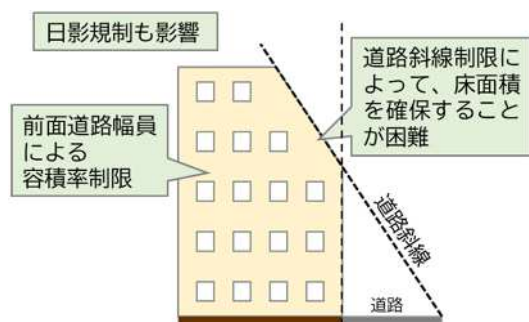 日影規制も影響
道路斜線制限に
よって、床面積
を確保すること
が困難
前面道路幅員
による
容積率制限
道路斜線
道路